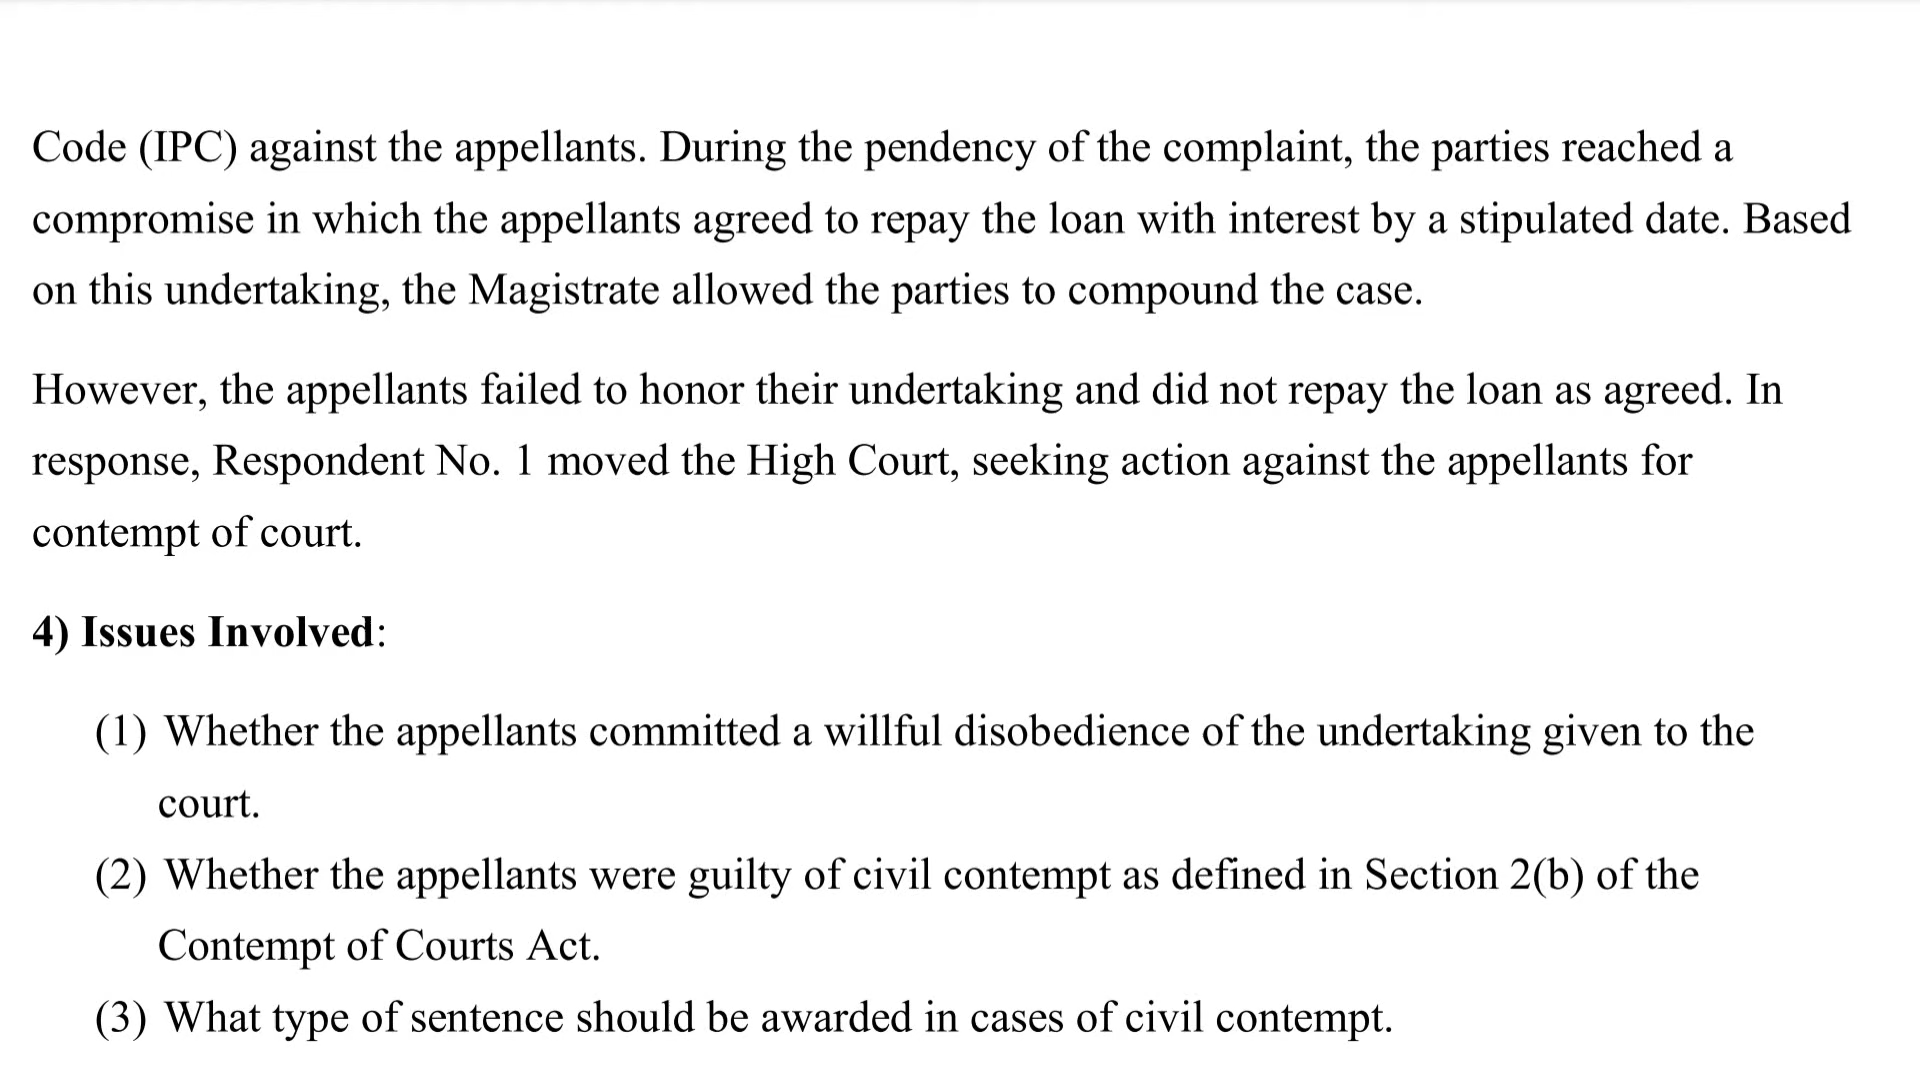 Code (IPC) against the appellants. During the pendency of the complaint, the parties reached a
compromise in which the appellants agreed to repay the loan with interest by a stipulated date. Based
on this undertaking, the Magistrate allowed the parties to compound the case.
However, the appellants failed to honor their undertaking and did not repay the loan as agreed. In
response, Respondent No. 1 moved the High Court, seeking action against the appellants for
contempt of court.
4) Issues Involved:
(1) Whether the appellants committed a willful disobedience of the undertaking given to the
court.
(2) Whether the appellants were guilty of civil contempt as defined in Section 2(b) of the
Contempt of Courts Act.
(3) What type of sentence should be awarded in cases of civil contempt.